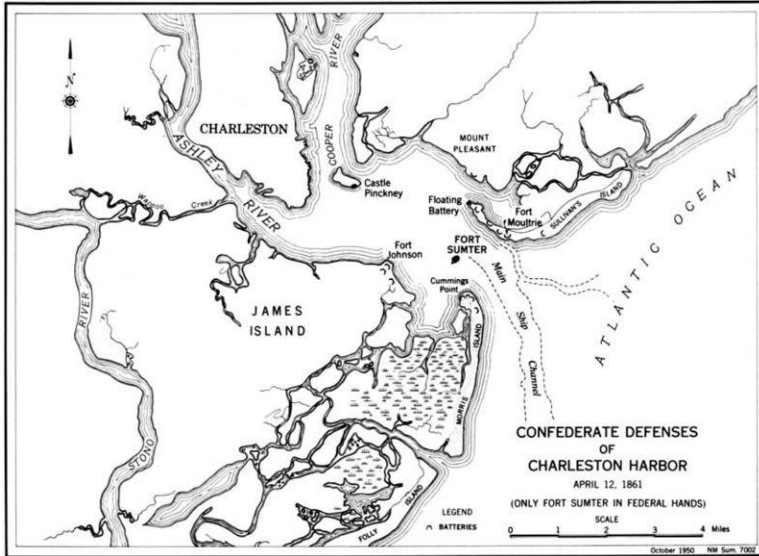 N
RIVER
COOPER
CHARLESTON
ASHLEY
RIVER
MOUNT
PLEASANT
Castle
Pinckney
Floating
Battery
Fort
Moultrie
SULLIVAN'S
ISLAND
Wappoo
Creek
Fort
Johnson
FORT
SUMTER
Main
Ship
Channel
Cummings
Point
ATLANTIC OCEAN
JAMES
ISLAND
RIVER
STONO
MORRIS
ISLAND
FOLLY
ISLAND
CONFEDERATE DEFENSES
OF
CHARLESTON HARBOR
APRIL 12, 1861
(ONLY FORT SUMTER IN FEDERAL HANDS)
SCALE
0 1 2 3 4 Miles
LEGEND
BATTERIES
October 1950 NM Sum. 7002